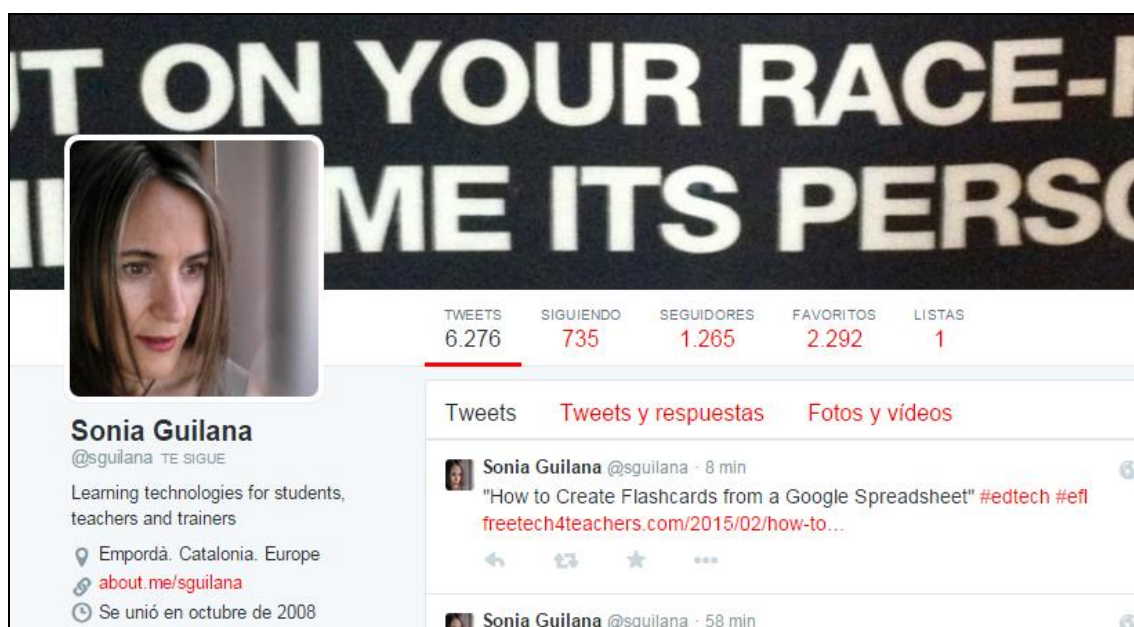 T ON YOUR RACE-
ME ITS PERSO
TWEETS SIGUIENDO SEGUIDORES FAVORITOS LISTAS
6.276 735 1.265 2.292 1
Sonia Guilana
@sguilana TE SIGUE
Learning technologies for students,
teachers and trainers
Empordà. Catalonia. Europe
about.me/sguilana
Se unió en octubre de 2008
Tweets Tweets y respuestas Fotos y vídeos
Sonia Guilana @sguilana · 8 min
"How to Create Flashcards from a Google Spreadsheet" #edtech #efl
freetech4teachers.com/2015/02/how-to…
Sonia Guilana @sguilana · 58 min